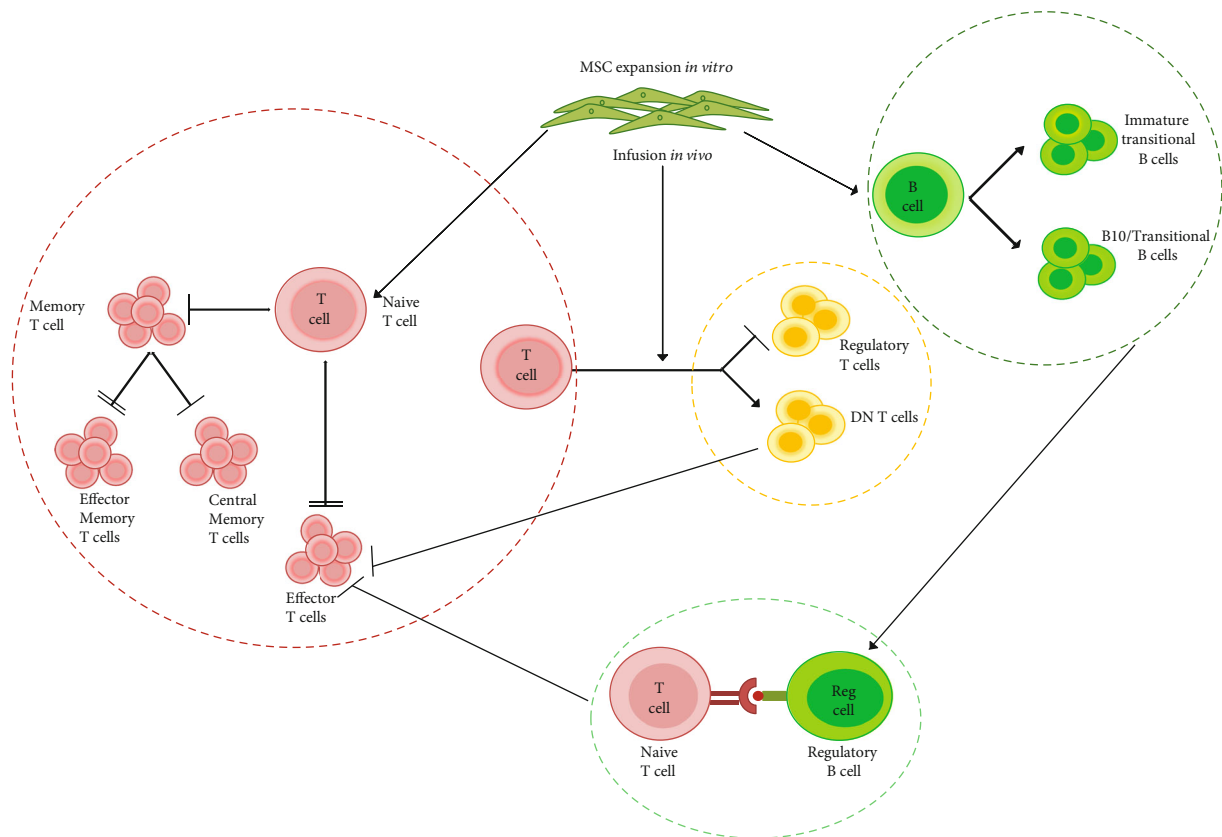 MSC expansion in vitro
Infusion in vivo
B
cell
Immature
transitional
B cells
B10/Transitional
B cells
Memory
T cell
T
cell
Naive
T cell
T
cell
Regulatory
T cells
DN T cells
Effector
Memory
T cells
Central
Memory
T cells
Effector
T cells
T
cell
Naive
T cell
Reg
cell
Regulatory
B cell